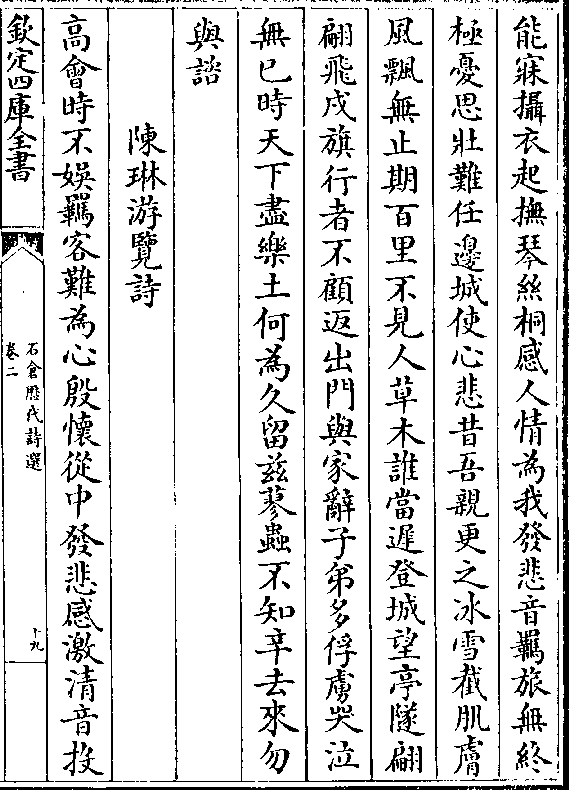 能寐攝衣起撫琴絲桐感人情為我發悲音羈旅無終
極憂思壯難任邊城使心悲昔吾親更之冰雪截肌膚
風飄無止期百里不見人草木誰當遲登城望亭隧翩
翩飛戍旗行者不顧返出門與家辭子弟多俘虜哭泣
無已時天下盡樂土何為久留兹蓼蟲不知辛去來勿
與諮
陳琳游覽詩
高會時不娱羈客難為心殷懷從中發悲感激清音投
欽定四庫全書
石倉歴代詩選
卷二
十九